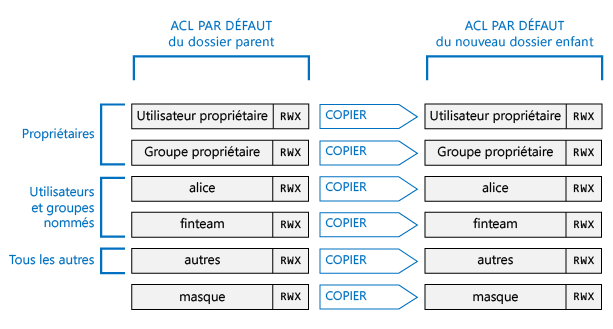 ACL PAR DÉFAUT
du dossier parent
ACL PAR DÉFAUT
du nouveau dossier enfant
Propriétaires
Utilisateur propriétaire RWX COPIER Utilisateur propriétaire RWX
Groupe propriétaire RWX COPIER Groupe propriétaire RWX
Utilisateurs
et groupes
nommés
alice RWX COPIER alice RWX
finteam RWX COPIER finteam RWX
Tous les autres
autres RWX COPIER autres RWX
masque RWX COPIER masque RWX